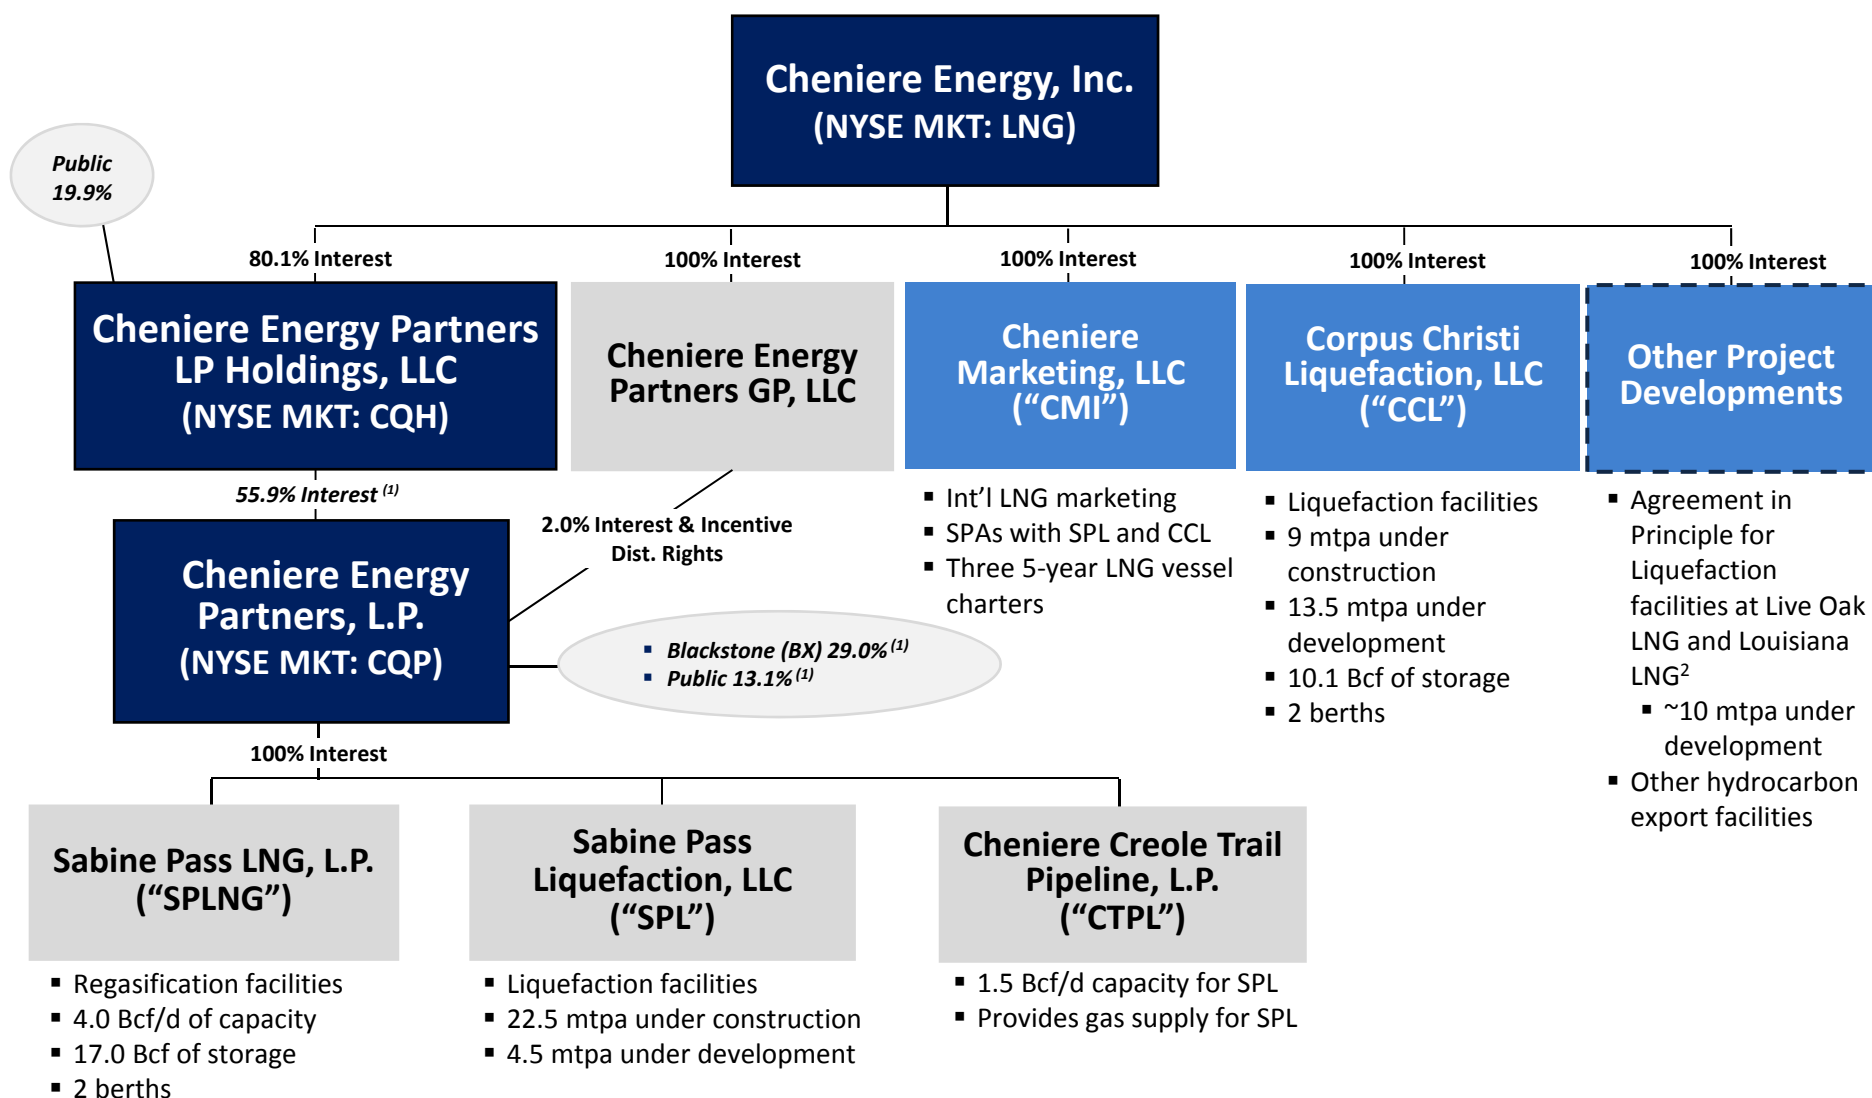 Cheniere Energy, Inc.
(NYSE MKT: LNG)
Public
19.9%
80.1% Interest
100% Interest
100% Interest
100% Interest
100% Interest
Cheniere Energy Partners
LP Holdings, LLC
(NYSE MKT: CQH)
Cheniere Energy
Partners GP, LLC
Cheniere
Marketing, LLC
(“CMI”)
Corpus Christi
Liquefaction, LLC
(“CCL”)
Other Project
Developments
55.9% Interest (1)
2.0% Interest & Incentive
Dist. Rights
▪ Int’l LNG marketing
▪ SPAs with SPL and CCL
▪ Three 5-year LNG vessel
charters
▪ Liquefaction facilities
▪ 9 mtpa under
construction
▪ 13.5 mtpa under
development
▪ 10.1 Bcf of storage
▪ 2 berths
▪ Agreement in
Principle for
Liquefaction
facilities at Live Oak
LNG and Louisiana
LNG2
▪ ~10 mtpa under
development
▪ Other hydrocarbon
export facilities
Cheniere Energy
Partners, L.P.
(NYSE MKT: CQP)
▪ Blackstone (BX) 29.0% (1)
▪ Public 13.1% (1)
100% Interest
Sabine Pass LNG, L.P.
(“SPLNG”)
Sabine Pass
Liquefaction, LLC
(“SPL”)
Cheniere Creole Trail
Pipeline, L.P.
(“CTPL”)
▪ Regasification facilities
▪ 4.0 Bcf/d of capacity
▪ 17.0 Bcf of storage
▪ 2 berths
▪ Liquefaction facilities
▪ 22.5 mtpa under construction
▪ 4.5 mtpa under development
▪ 1.5 Bcf/d capacity for SPL
▪ Provides gas supply for SPL